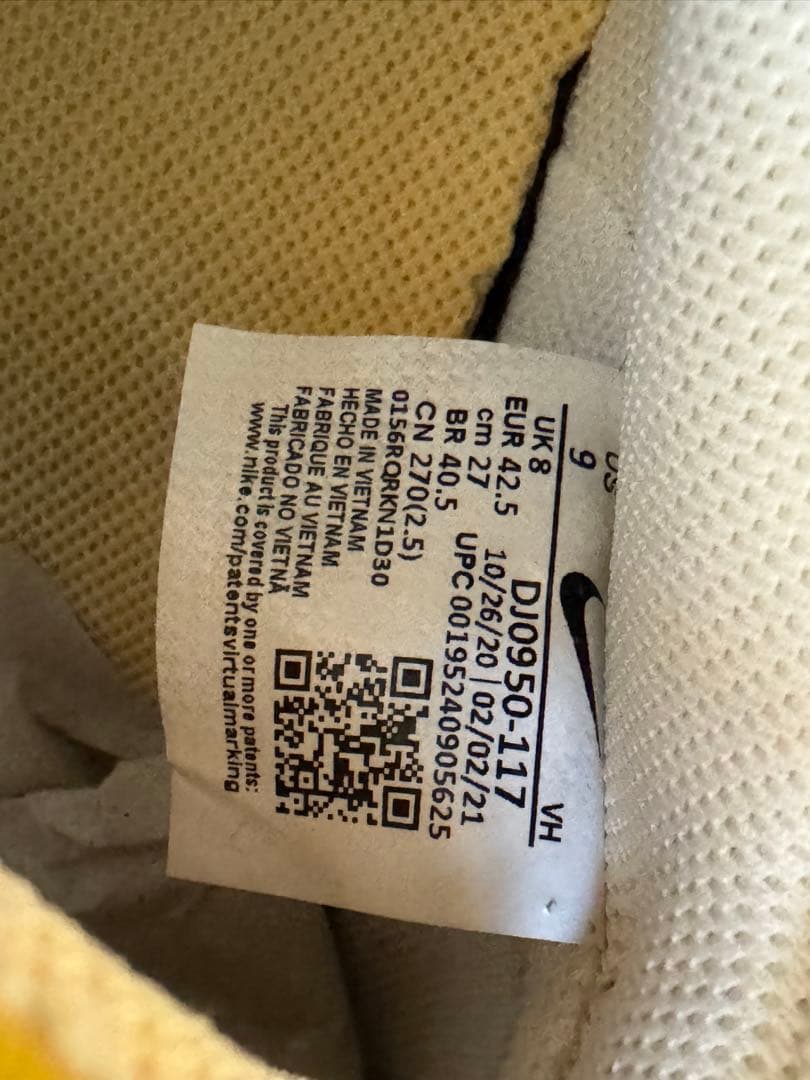 US
9
VH
UK 8
EUR 42.5
DJ0950-117
cm 27
10/26/20 | 02/02/21
BR 40.5
UPC 00195240905625
CN 270(2.5)
0156RQRKN1D30
MADE IN VIETNAM
HECHO EN VIETNAM
FABRIQUE AU VIETNAM
FABRICADO NO VIETNÃ
This product is covered by one or more patents:
www.nike.com/patentsvirtualmarking